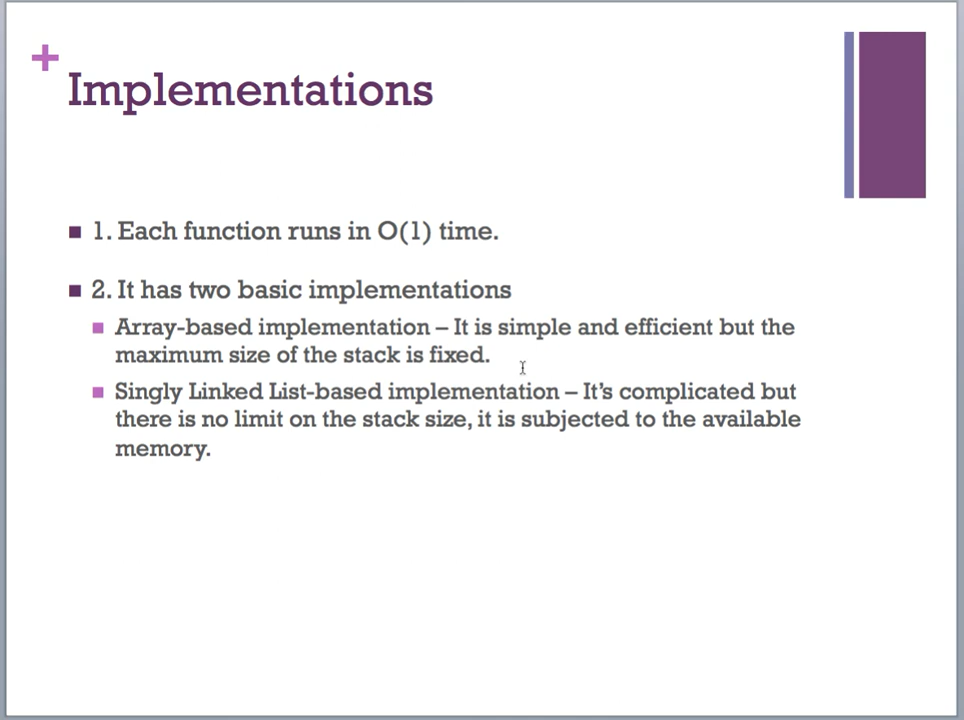 +
Implementations
1. Each function runs in O(1) time.
2. It has two basic implementations
Array-based implementation – It is simple and efficient but the
maximum size of the stack is fixed.
Singly Linked List-based implementation – It’s complicated but
there is no limit on the stack size, it is subjected to the available
memory.